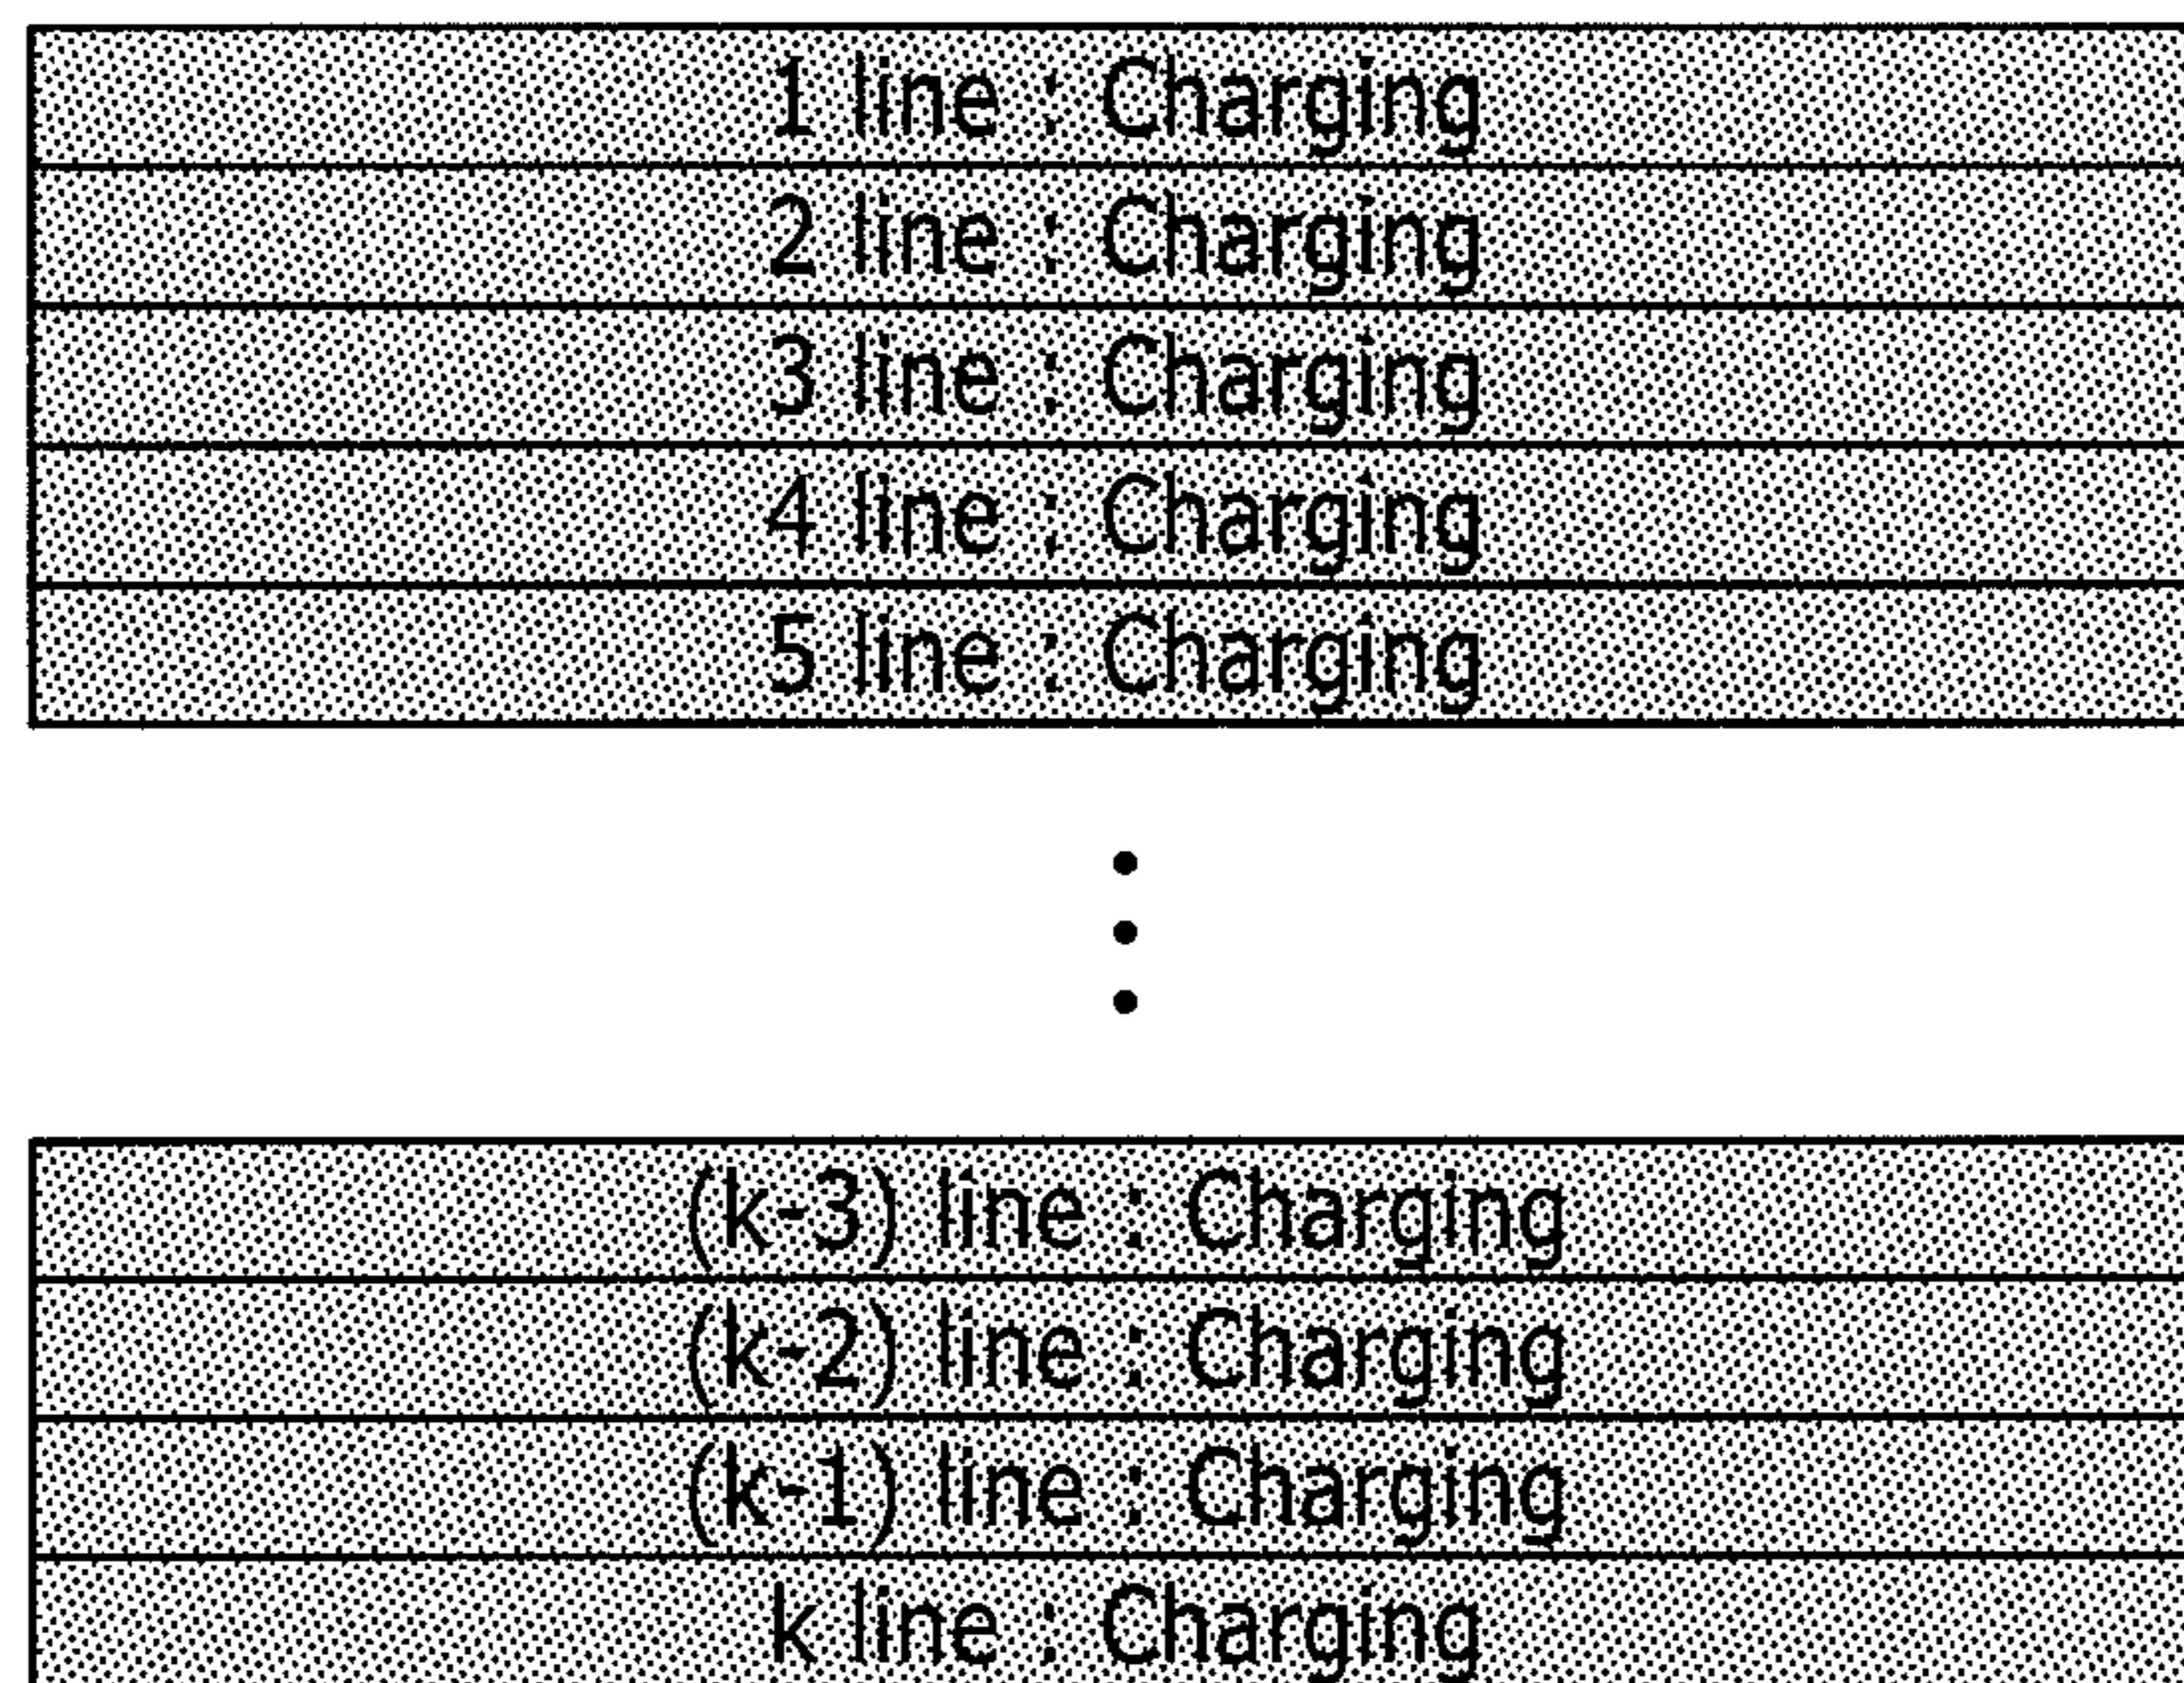 1 line : Charging
2 line : Charging
3 line : Charging
4 line : Charging
5 line : Charging
(k-3) line : Charging
(k-2) line : Charging
(k-1) line : Charging
k line : Charging